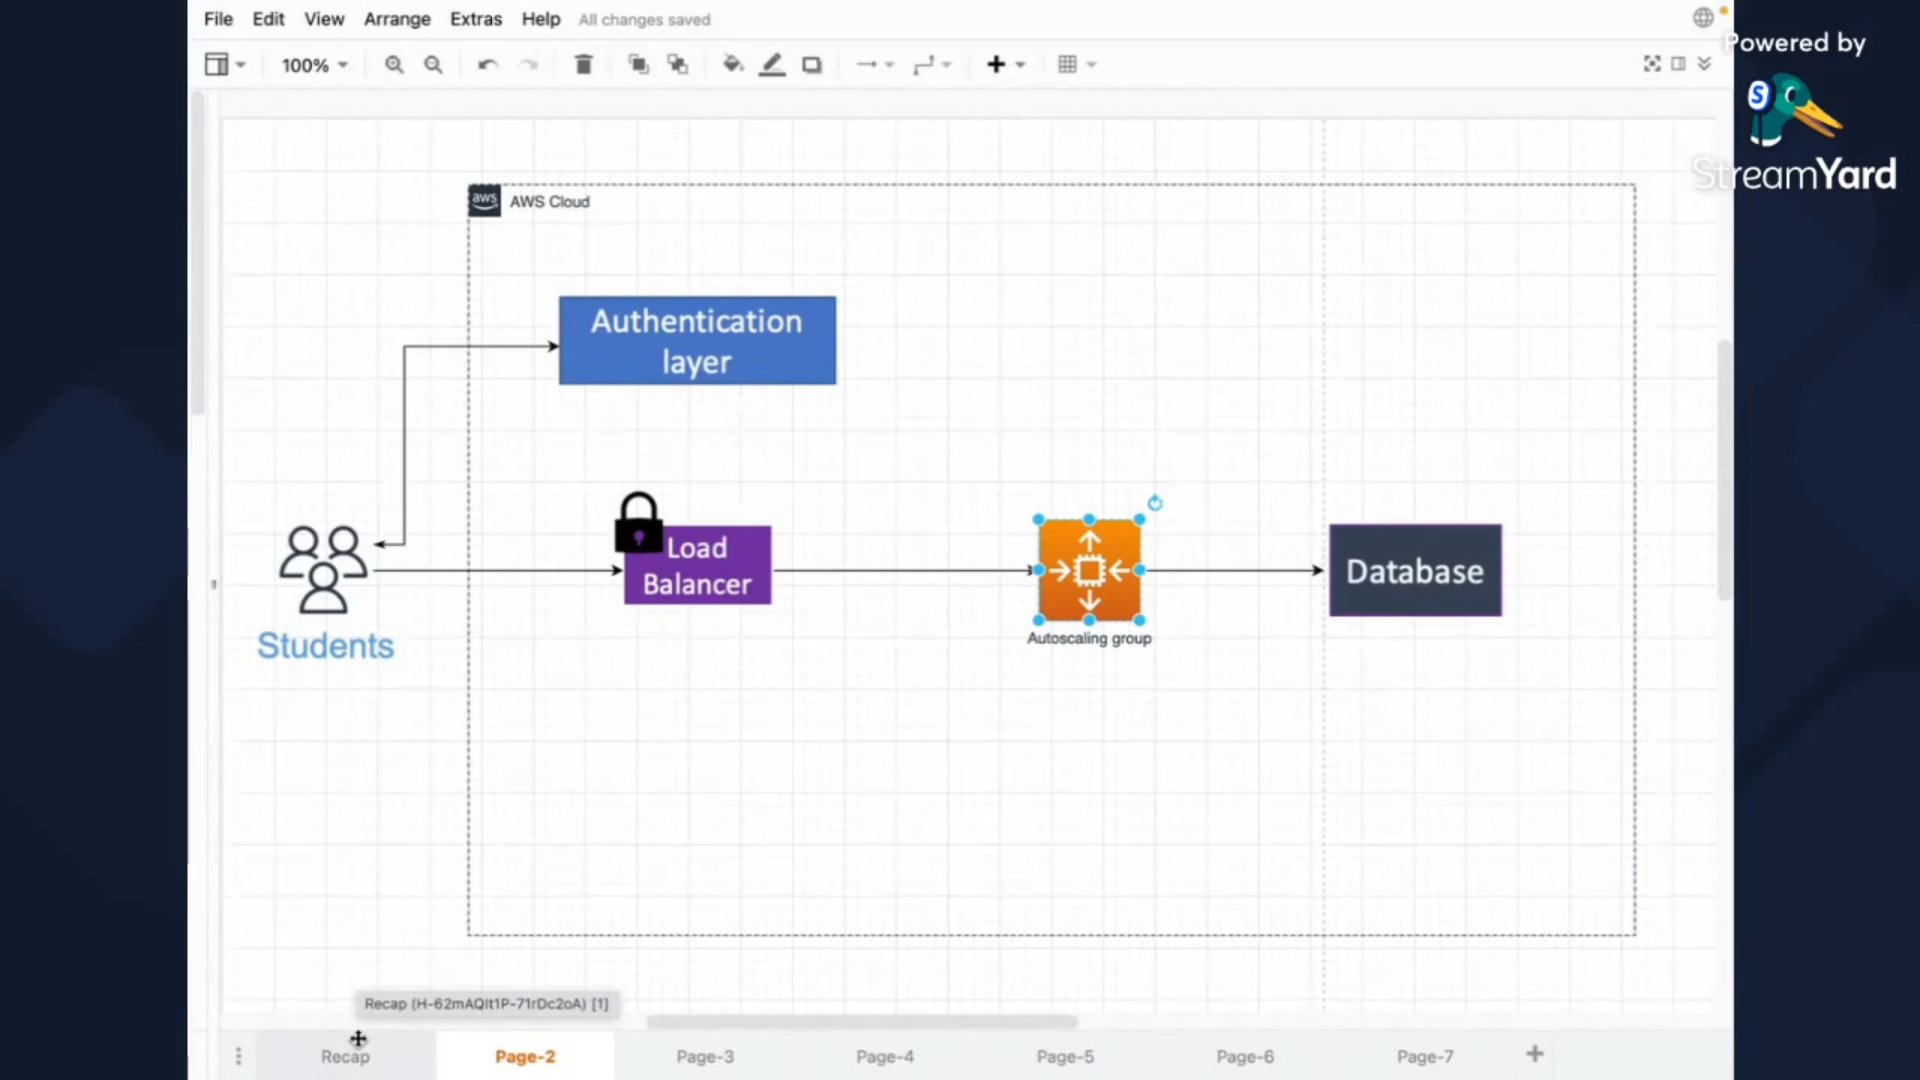 File Edit View Arrange Extras Help All changes saved
Powered by
100%
S
StreamYard
aws AWS Cloud
Authentication
layer
Load
Balancer
Database
Autoscaling group
Students
Recap (H-62mAQIt1P-71rDc2oA) [1]
Recap Page-2 Page-3 Page-4 Page-5 Page-6 Page-7